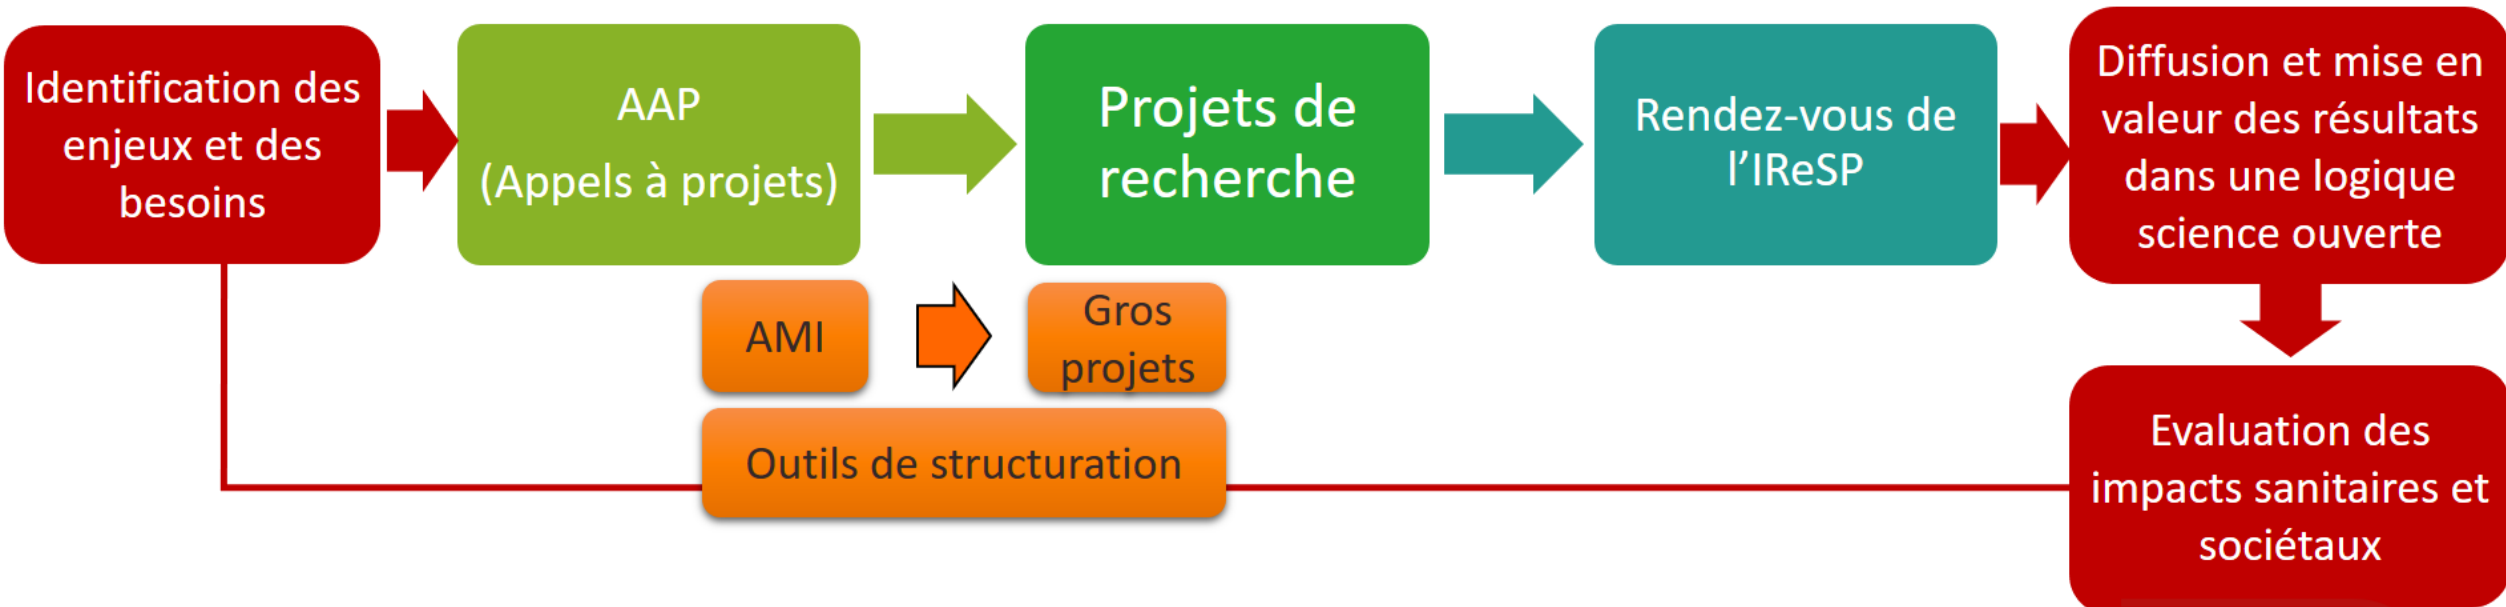 Identification des
enjeux et des
besoins
AAP
(Appels à projets)
Projets de
recherche
Rendez-vous de
l’IReSP
Diffusion et mise en
valeur des résultats
dans une logique
science ouverte
AMI
Gros
projets
Outils de structuration
Evaluation des
impacts sanitaires et
sociétaux